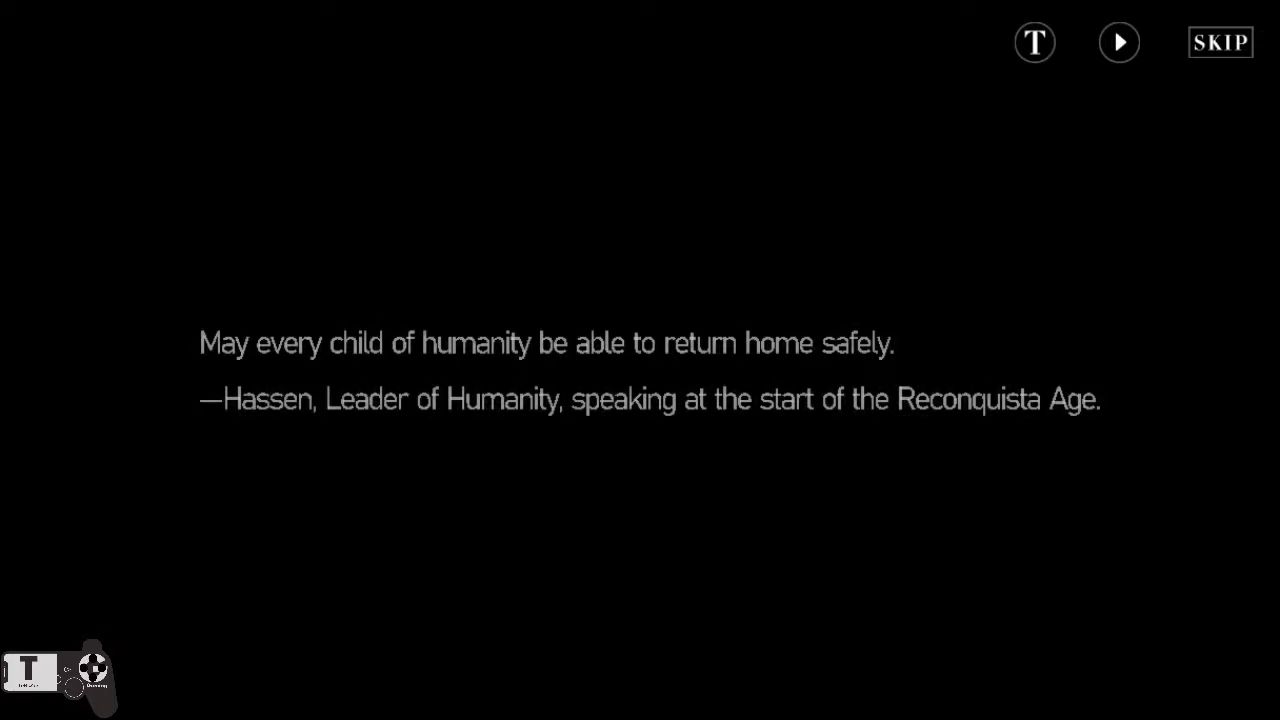 T
SKIP
May every child of humanity be able to return home safely.
—Hassen, Leader of Humanity, speaking at the start of the Reconquista Age.
T
Gaming